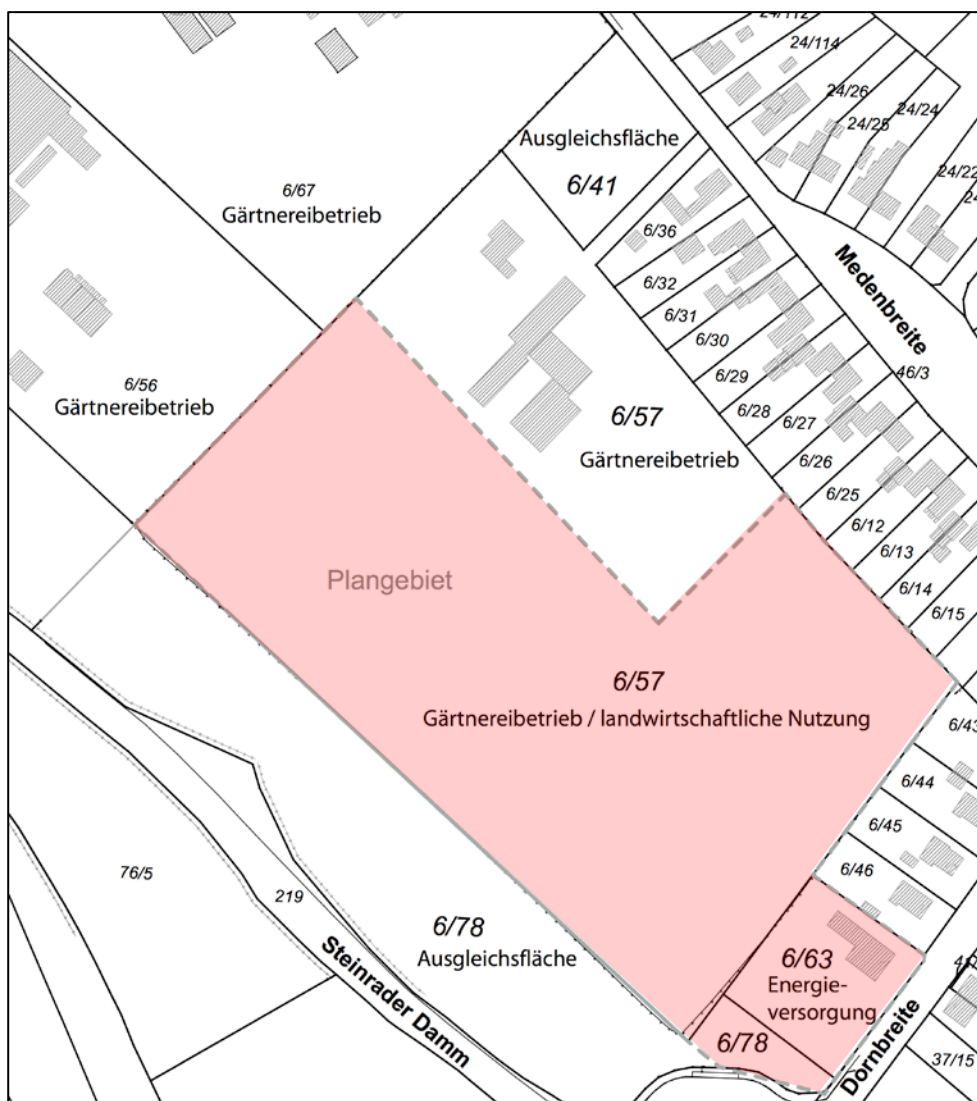 24/112
24/114
24/26
24/24
24/25
24/22
Ausgleichsfläche
6/41
6/67
Gärtnereibetrieb
6/36
6/32
6/31
6/30
6/29
6/28
6/27
6/26
6/25
6/12
6/13
6/14
6/15
Medenbreite
46/3
6/56
Gärtnereibetrieb
6/57
Gärtnereibetrieb
Plangebiet
6/57
Gärtnereibetrieb / landwirtschaftliche Nutzung
6/43
6/44
6/45
6/46
76/5
219
6/78
Ausgleichsfläche
Steinrader Damm
6/63
Energie-
versorgung
6/78
Dornbreite
37/15